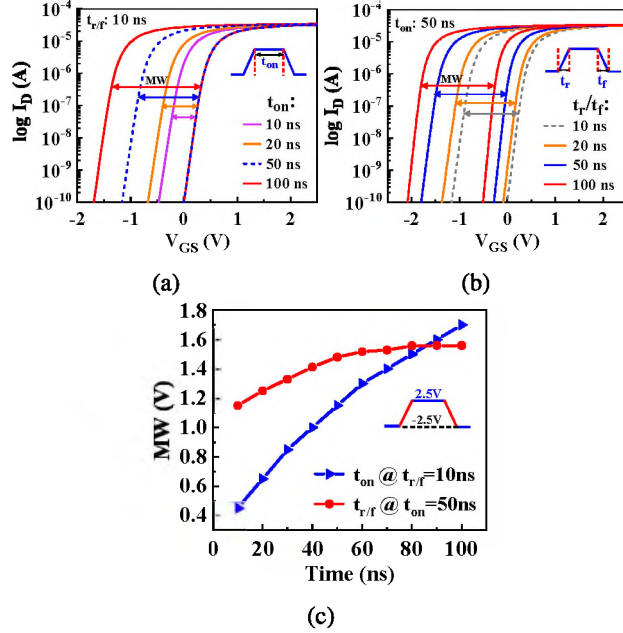 t_r/f: 10 ns
MW
t_on
t_on:
10 ns
20 ns
50 ns
100 ns
log I_D (A)
10^-4
10^-5
10^-6
10^-7
10^-8
10^-9
10^-10
-2 -1 0 1 2
V_GS (V)
(a)
t_on: 50 ns
MW
t_r t_f
t_r/t_f:
10 ns
20 ns
50 ns
100 ns
log I_D (A)
10^-4
10^-5
10^-6
10^-7
10^-8
10^-9
10^-10
-2 -1 0 1 2
V_GS (V)
(b)
MW (V)
1.8
1.6
1.4
1.2
1.0
0.8
0.6
0.4
2.5V
-2.5V
t_on @ t_r/f=10ns
t_r/f @ t_on=50ns
0 20 40 60 80 100
Time (ns)
(c)